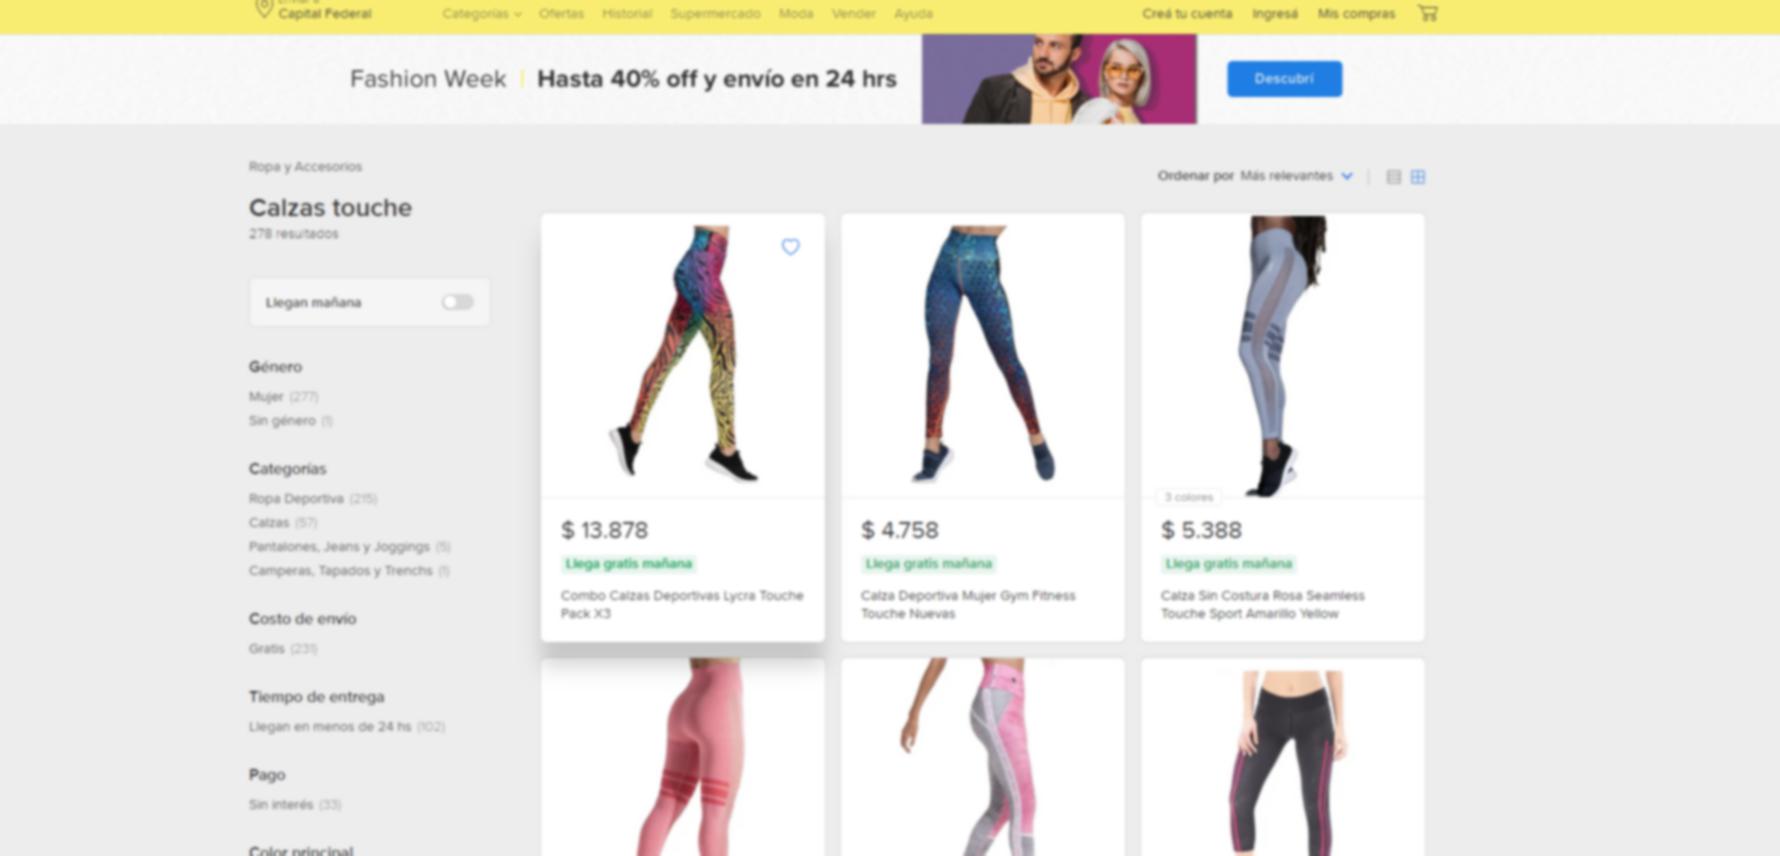 Capital Federal
Categorías
Ofertas
Historial
Supermercado
Moda
Vender
Ayuda
Creá tu cuenta
Ingresá
Mis compras
Fashion Week
Hasta 40% off y envío en 24 hrs
Descubrí
Ropa y Accesorios
Calzas touche
278 resultados
Ordenar por Más relevantes
Llegan mañana
Género
Mujer (277)
Sin género (1)
Categorías
Ropa Deportiva (215)
Calzas (57)
Pantalones, Jeans y Joggings (5)
Camperas, Tapados y Trenchs (1)
Costo de envío
Gratis (231)
Tiempo de entrega
Llegan en menos de 24 hs (102)
Pago
Sin interés (33)
Color principal
$ 13.878
Llega gratis mañana
Combo Calzas Deportivas Lycra Touche
Pack X3
$ 4.758
Llega gratis mañana
Calza Deportiva Mujer Gym Fitness
Touche Nuevas
3 colores
$ 5.388
Llega gratis mañana
Calza Sin Costura Rosa Seamless
Touche Sport Amarillo Yellow